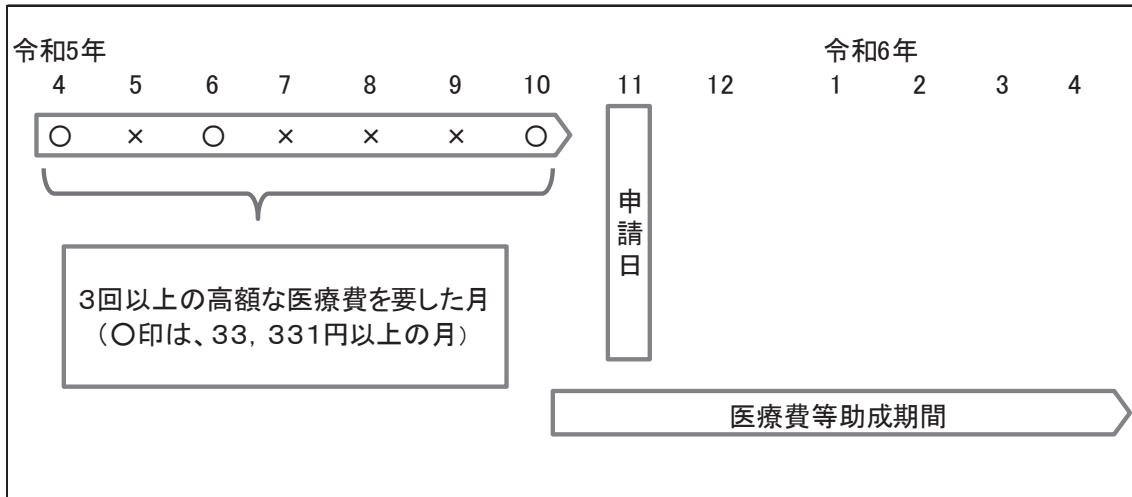 令和5年 令和6年
4 5 6 7 8 9 10 11 12 1 2 3 4
○ × ○ × × × ○
申請日
3回以上の高額な医療費を要した月
（○印は、33，331円以上の月）
医療費等助成期間